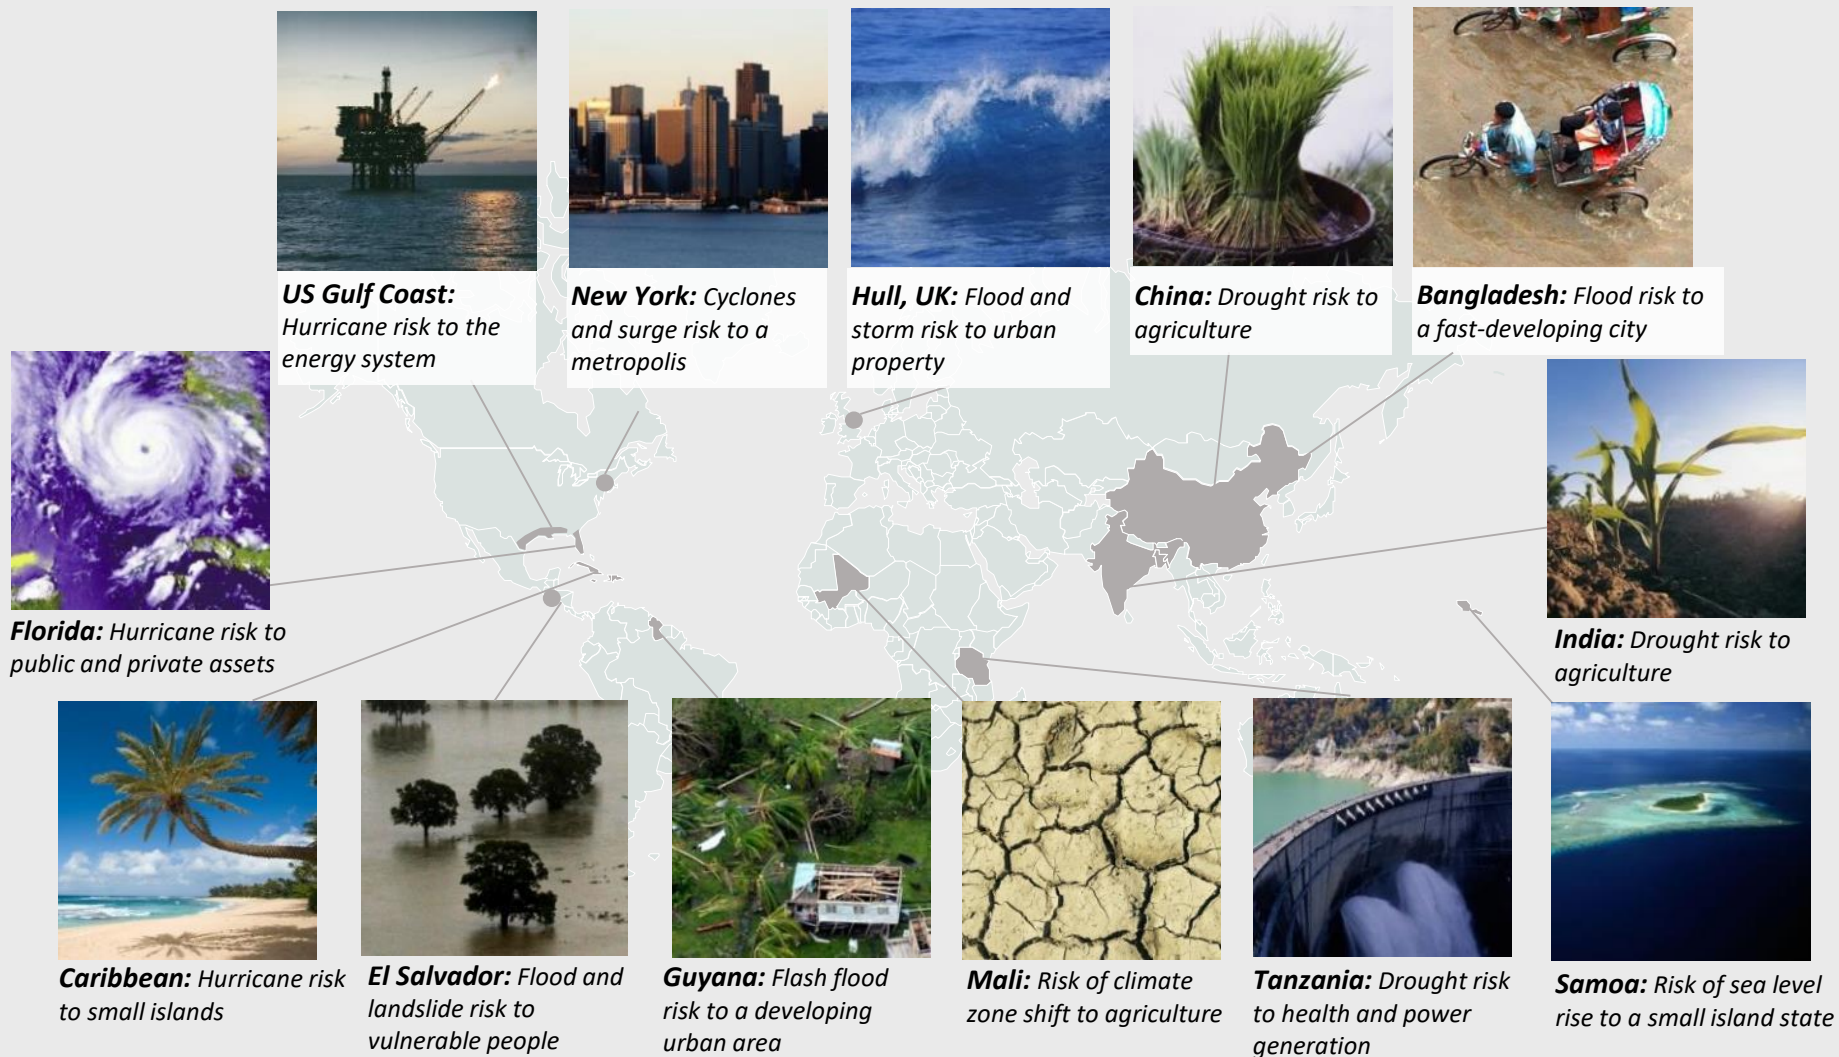 US Gulf Coast:
Hurricane risk to the
energy system
New York: Cyclones
and surge risk to a
metropolis
Hull, UK: Flood and
storm risk to urban
property
China: Drought risk to
agriculture
Bangladesh: Flood risk to
a fast-developing city
Florida: Hurricane risk to
public and private assets
India: Drought risk to
agriculture
Caribbean: Hurricane risk
to small islands
El Salvador: Flood and
landslide risk to
vulnerable people
Guyana: Flash flood
risk to a developing
urban area
Mali: Risk of climate
zone shift to agriculture
Tanzania: Drought risk
to health and power
generation
Samoa: Risk of sea level
rise to a small island state